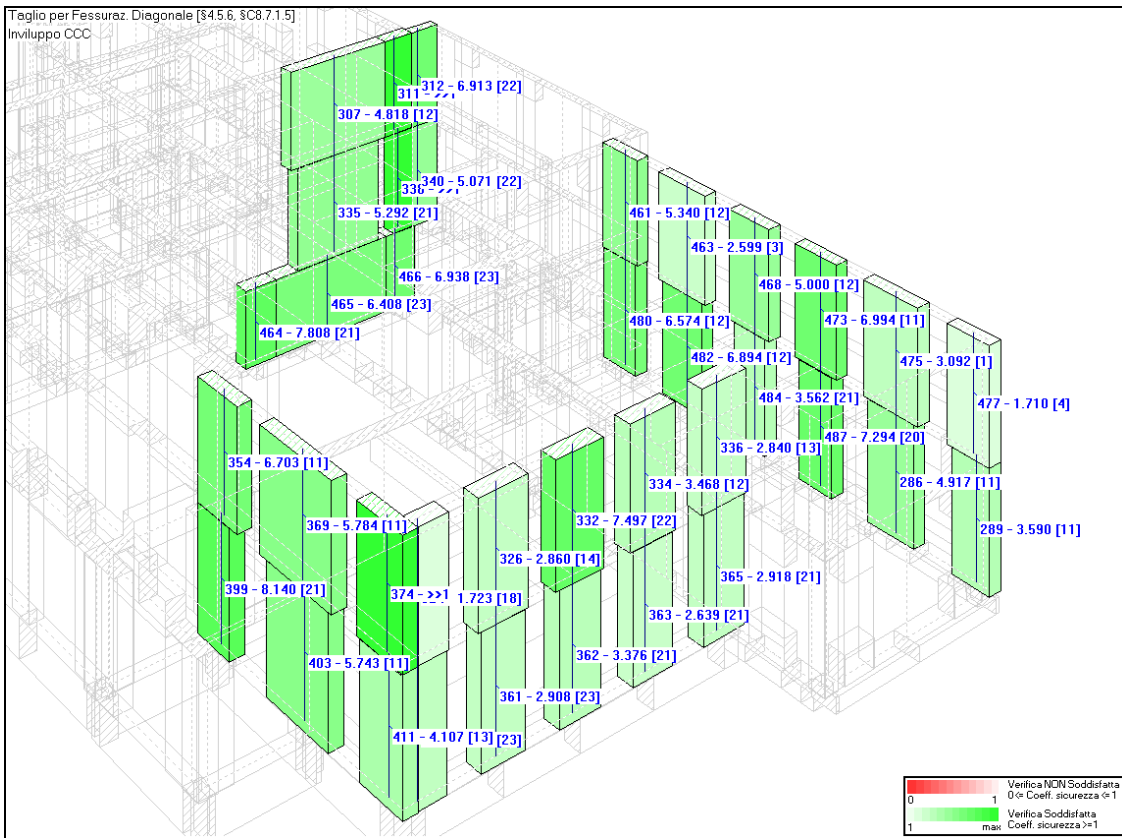 Taglio per Fessuraz. Diagonale [§4.5.6, §C8.7.1.5]
Inviluppo CCC
312 - 6.913 [22]
311 - >>1
307 - 4.818 [12]
340 - 5.071 [22]
335 - 5.292 [21]
466 - 6.938 [23]
465 - 6.408 [23]
464 - 7.808 [21]
461 - 5.340 [12]
463 - 2.599 [3]
468 - 5.000 [12]
473 - 6.994 [11]
475 - 3.092 [1]
477 - 1.710 [4]
480 - 6.574 [12]
482 - 6.894 [12]
484 - 3.562 [21]
487 - 7.294 [20]
286 - 4.917 [11]
289 - 3.590 [11]
336 - 2.840 [13]
334 - 3.468 [12]
332 - 7.497 [22]
326 - 2.860 [14]
354 - 6.703 [11]
369 - 5.784 [11]
374 - >>1
1.723 [18]
399 - 8.140 [21]
403 - 5.743 [11]
411 - 4.107 [13]
[23]
361 - 2.908 [23]
362 - 3.376 [21]
363 - 2.639 [21]
365 - 2.918 [21]
Verifica NON Soddisfatta
0<= Coeff. sicurezza <=1
0 1
Verifica Soddisfatta
Coeff. sicurezza >=1
1 max